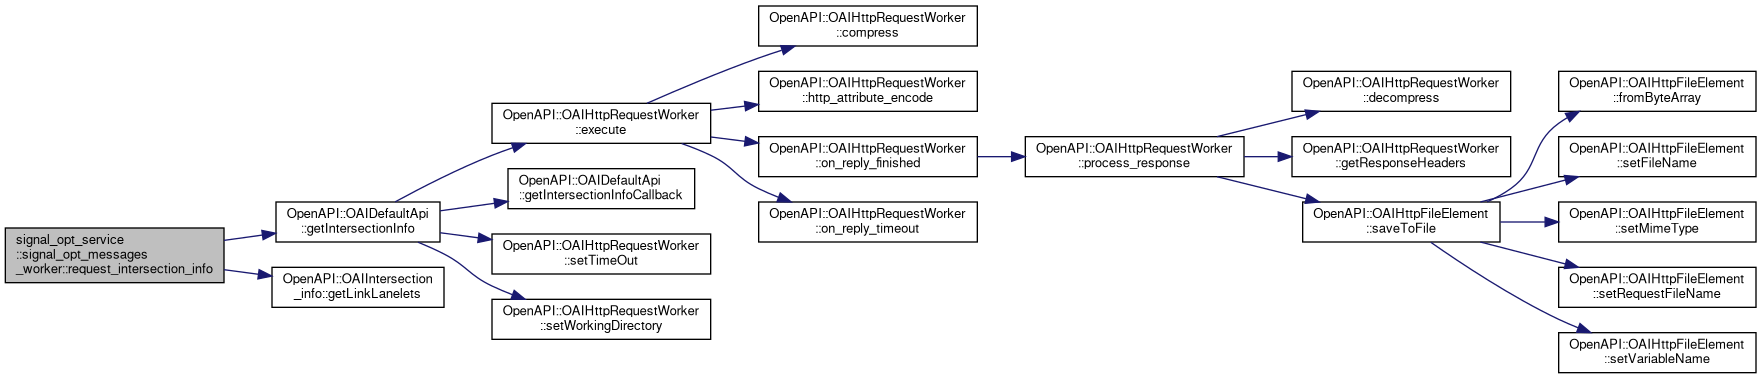 signal_opt_service
::signal_opt_messages
_worker::request_intersection_info
OpenAPI::OAIDefaultApi
::getIntersectionInfo
OpenAPI::OAIIntersection
_info::getLinkLanelets
OpenAPI::OAIHttpRequestWorker
::execute
OpenAPI::OAIDefaultApi
::getIntersectionInfoCallback
OpenAPI::OAIHttpRequestWorker
::setTimeOut
OpenAPI::OAIHttpRequestWorker
::setWorkingDirectory
OpenAPI::OAIHttpRequestWorker
::compress
OpenAPI::OAIHttpRequestWorker
::http_attribute_encode
OpenAPI::OAIHttpRequestWorker
::on_reply_finished
OpenAPI::OAIHttpRequestWorker
::on_reply_timeout
OpenAPI::OAIHttpRequestWorker
::process_response
OpenAPI::OAIHttpRequestWorker
::decompress
OpenAPI::OAIHttpRequestWorker
::getResponseHeaders
OpenAPI::OAIHttpFileElement
::saveToFile
OpenAPI::OAIHttpFileElement
::fromByteArray
OpenAPI::OAIHttpFileElement
::setFileName
OpenAPI::OAIHttpFileElement
::setMimeType
OpenAPI::OAIHttpFileElement
::setRequestFileName
OpenAPI::OAIHttpFileElement
::setVariableName